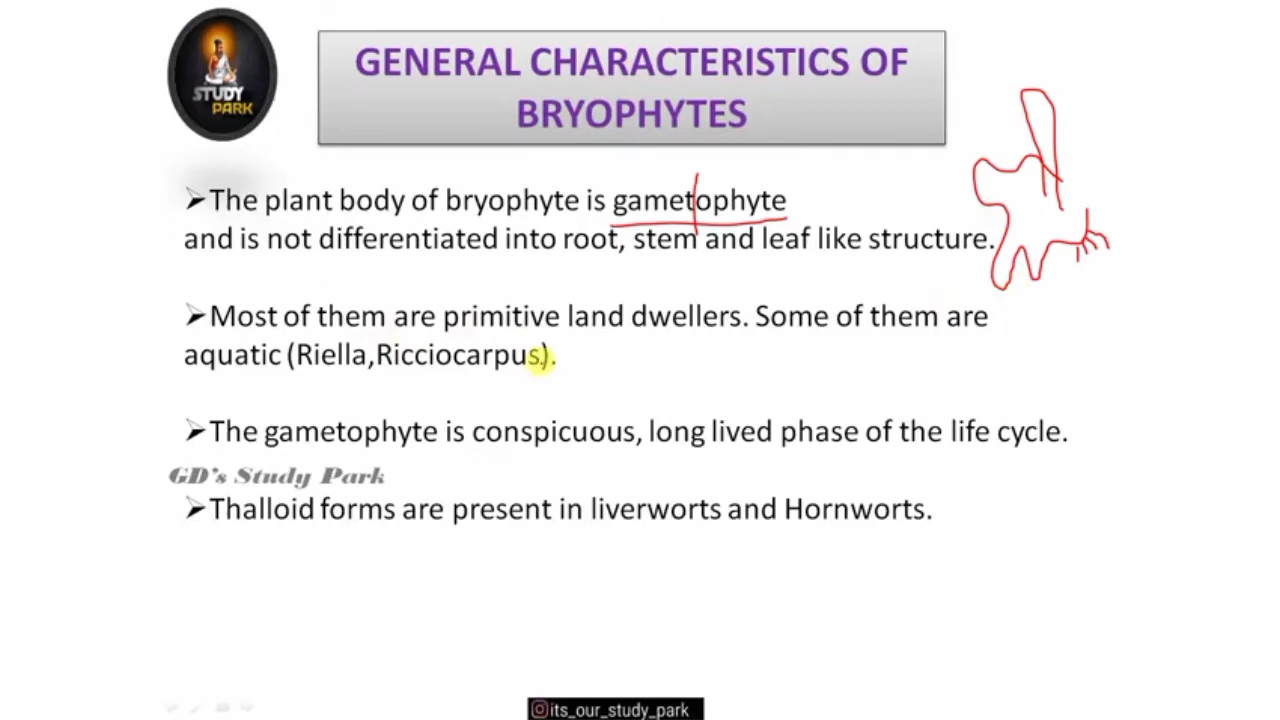 STUDY
PARK
GENERAL CHARACTERISTICS OF
BRYOPHYTES
➢The plant body of bryophyte is gametophyte
and is not differentiated into root, stem and leaf like structure.
➢Most of them are primitive land dwellers. Some of them are
aquatic (Riella,Ricciocarpus).
➢The gametophyte is conspicuous, long lived phase of the life cycle.
GD's Study Park
➢Thalloid forms are present in liverworts and Hornworts.
its_our_study_park